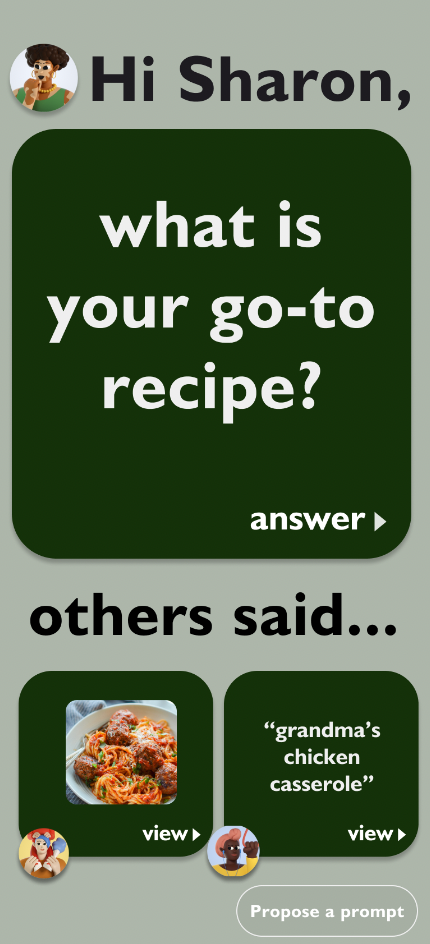 Hi Sharon,
what is
your go-to
recipe?
answer
others said...
view
“grandma’s
chicken
casserole”
view
Propose a prompt